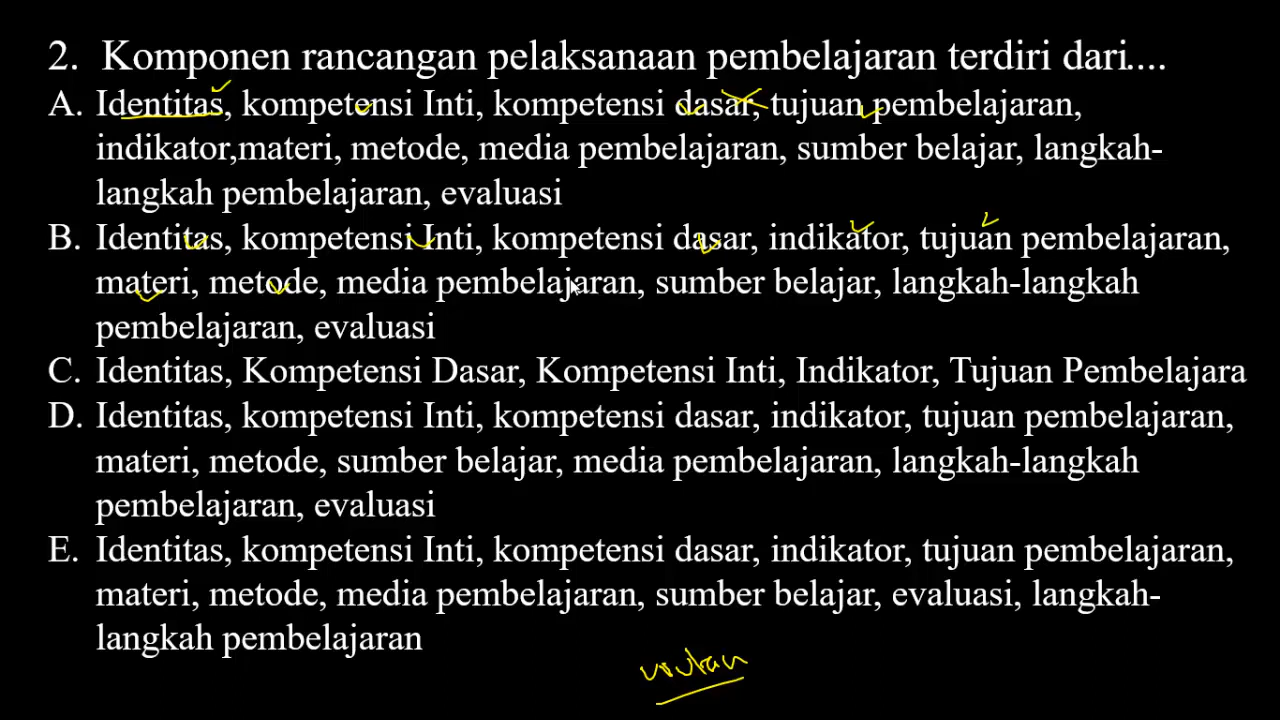 2. Komponen rancangan pelaksanaan pembelajaran terdiri dari....
A. Identitas, kompetensi Inti, kompetensi dasar, tujuan pembelajaran,
indikator,materi, metode, media pembelajaran, sumber belajar, langkah-
langkah pembelajaran, evaluasi
B. Identitas, kompetensi Inti, kompetensi dasar, indikator, tujuan pembelajaran,
materi, metode, media pembelajaran, sumber belajar, langkah-langkah
pembelajaran, evaluasi
C. Identitas, Kompetensi Dasar, Kompetensi Inti, Indikator, Tujuan Pembelajara
D. Identitas, kompetensi Inti, kompetensi dasar, indikator, tujuan pembelajaran,
materi, metode, sumber belajar, media pembelajaran, langkah-langkah
pembelajaran, evaluasi
E. Identitas, kompetensi Inti, kompetensi dasar, indikator, tujuan pembelajaran,
materi, metode, media pembelajaran, sumber belajar, evaluasi, langkah-
langkah pembelajaran
urutan